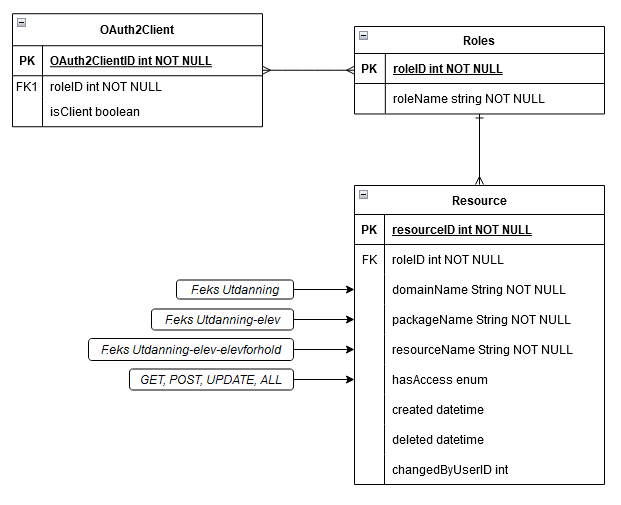 OAuth2Client
PK OAuth2ClientID int NOT NULL
FK1 roleID int NOT NULL
isClient boolean
Roles
PK roleID int NOT NULL
roleName string NOT NULL
Resource
PK resourceID int NOT NULL
FK roleID int NOT NULL
F.eks Utdanning
domainName String NOT NULL
F.eks Utdanning-elev
packageName String NOT NULL
F.eks Utdanning-elev-elevforhold
resourceName String NOT NULL
GET, POST, UPDATE, ALL
hasAccess enum
created datetime
deleted datetime
changedByUserID int